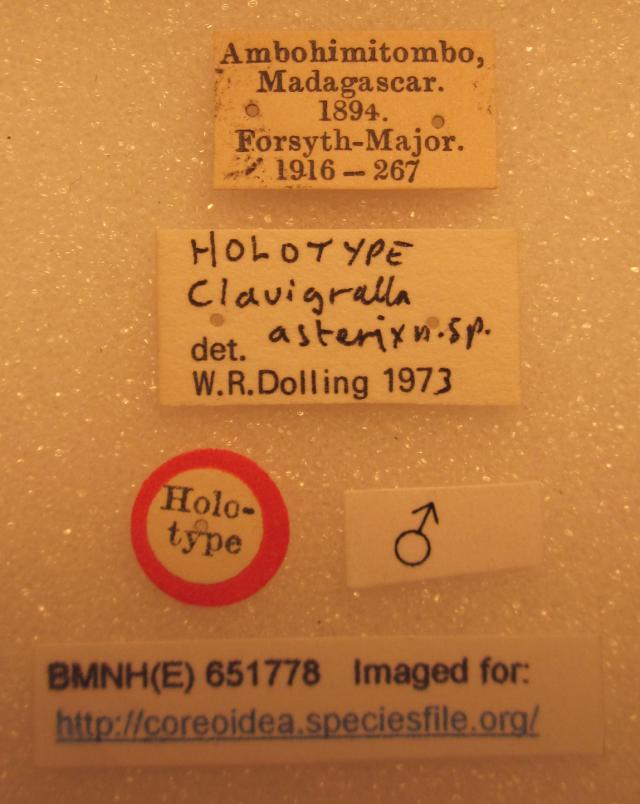 Ambohimitombo,
Madagascar.
1894.
Forsyth-Major.
1916 — 267
HOLOTYPE
Clavigralla
asterix n.sp.
det.
W.R.Dolling 1973
Holo-
type
♂
BMNH(E) 651778 Imaged for:
http://coreoidea.speciesfile.org/